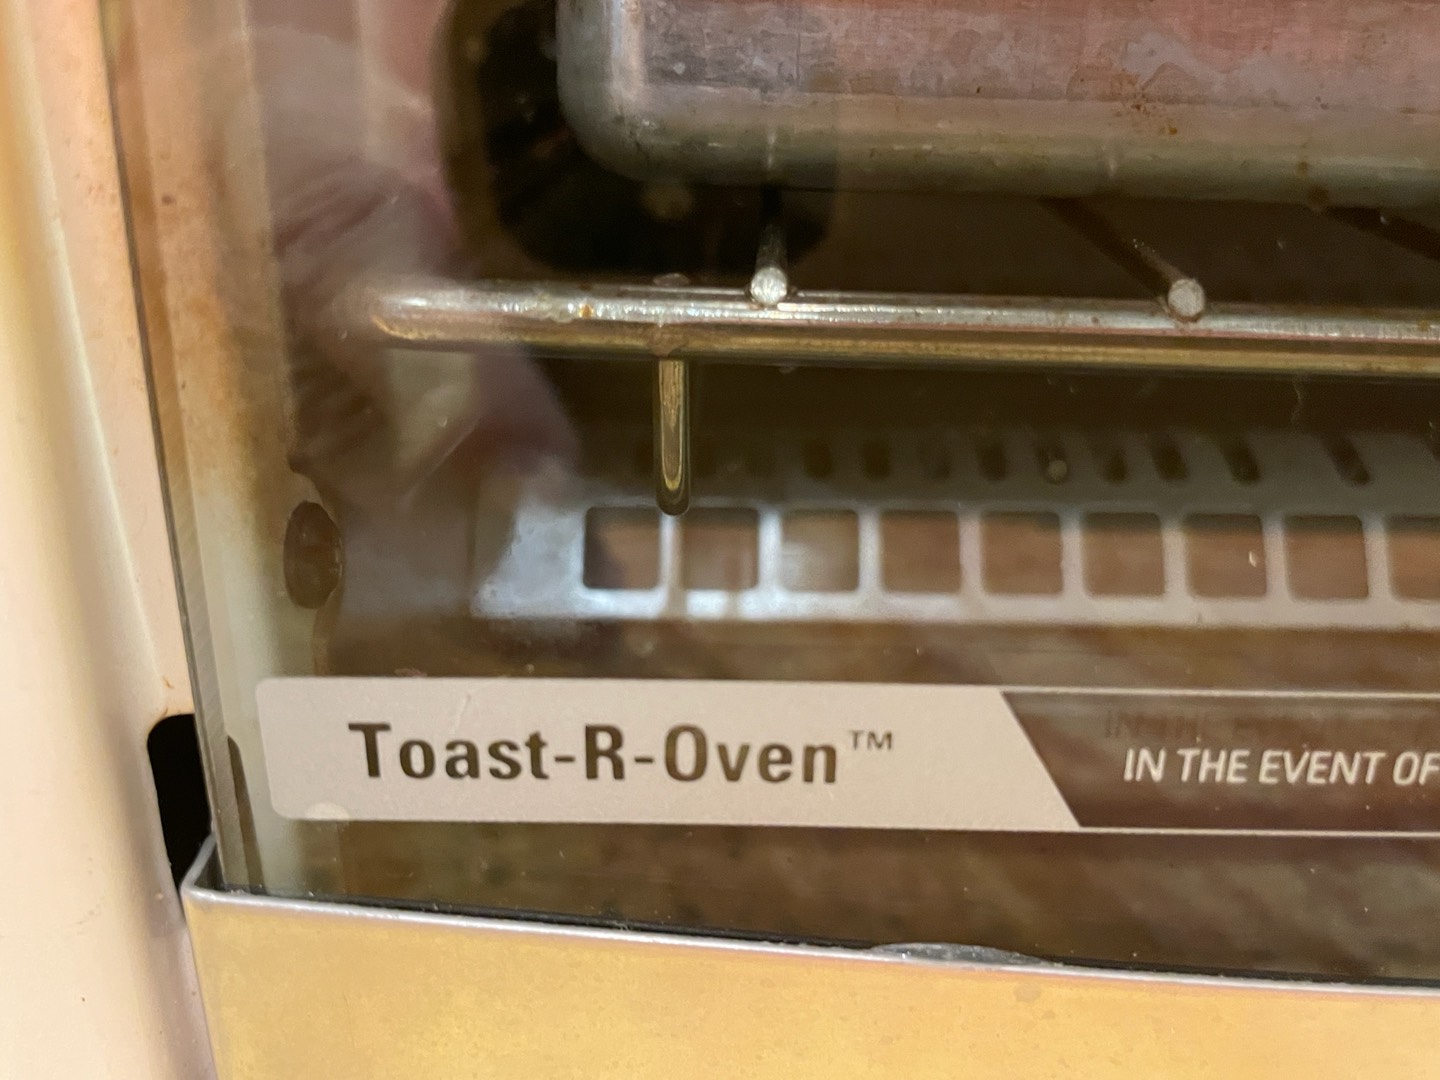 Toast-R-Oven™
IN THE EVENT OF